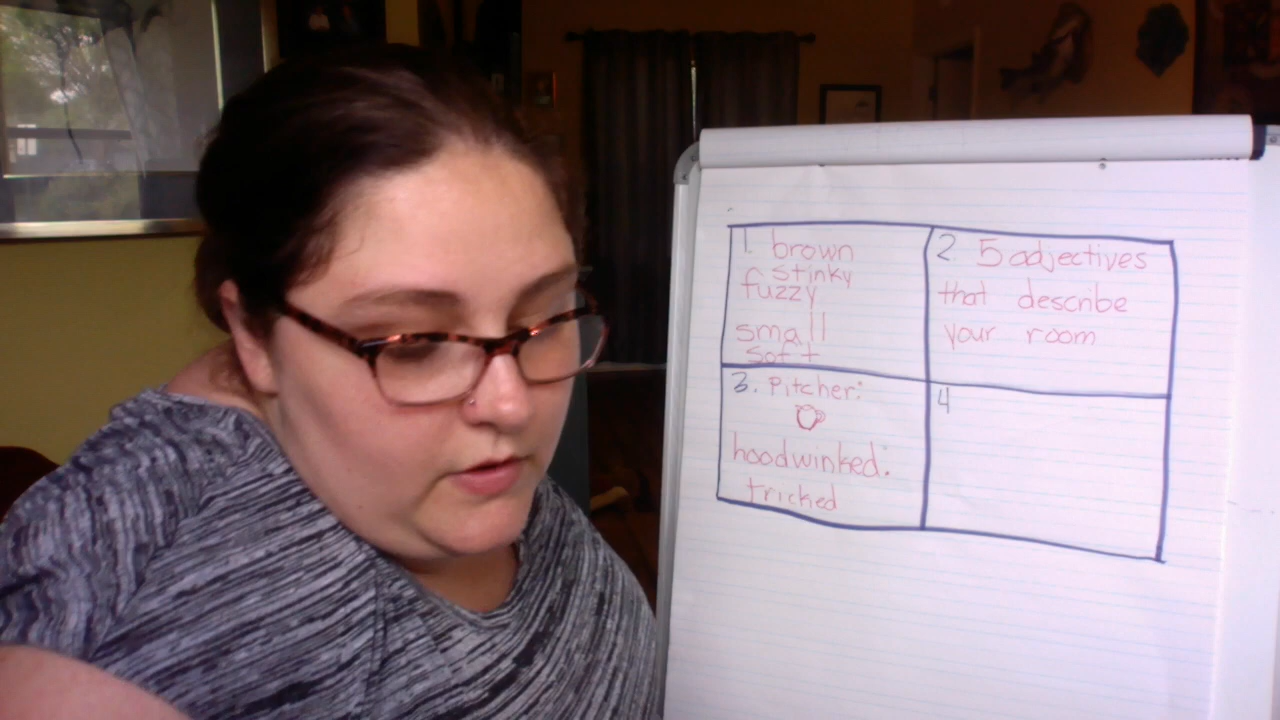 1. brown
stinky
fuzzy
small
soft
2. 5 adjectives
that describe
your room
3. Pitcher:
hoodwinked:
tricked
4